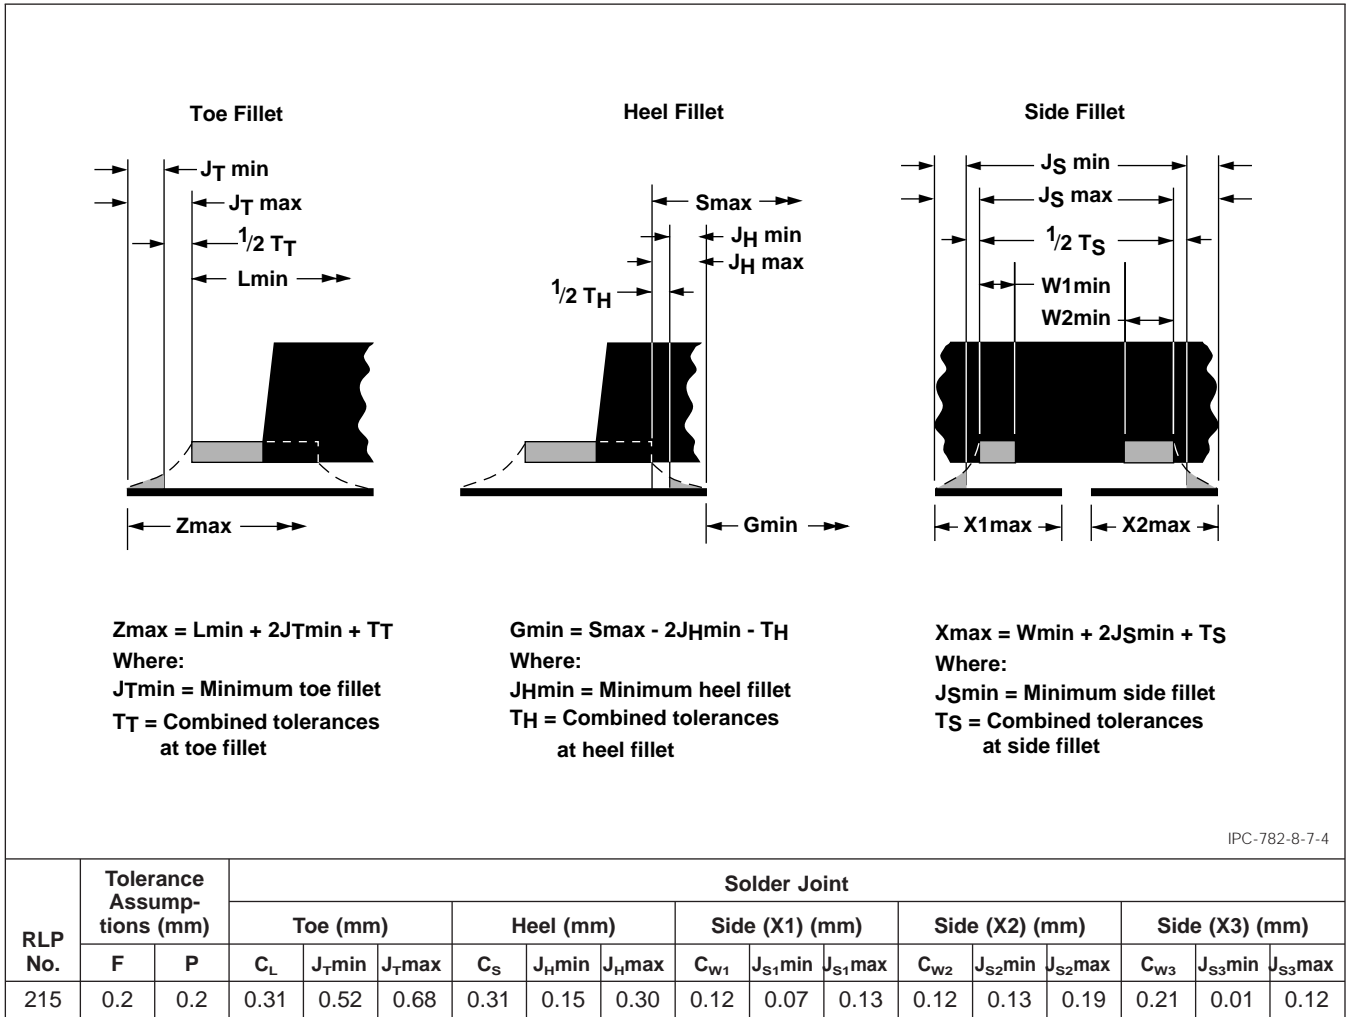 Toe Fillet
Heel Fillet
Side Fillet
JT min
JT max
1/2 TT
Lmin
Zmax
Smax
JH min
JH max
1/2 TH
Gmin
JS min
JS max
1/2 TS
W1min
W2min
X1max
X2max
Zmax = Lmin + 2JTmin + TT
Where:
JTmin = Minimum toe fillet
TT = Combined tolerances
at toe fillet
Gmin = Smax - 2JHmin - TH
Where:
JHmin = Minimum heel fillet
TH = Combined tolerances
at heel fillet
Xmax = Wmin + 2JSmin + TS
Where:
JSmin = Minimum side fillet
TS = Combined tolerances
at side fillet
IPC-782-8-7-4
RLP
No.
Tolerance
Assump-
tions (mm)
Solder Joint
Toe (mm) Heel (mm) Side (X1) (mm) Side (X2) (mm) Side (X3) (mm)
F P CL JTmin JTmax CS JHmin JHmax CW1 JS1min JS1max CW2 JS2min JS2max CW3 JS3min JS3max
215 0.2 0.2 0.31 0.52 0.68 0.31 0.15 0.30 0.12 0.07 0.13 0.12 0.13 0.19 0.21 0.01 0.12